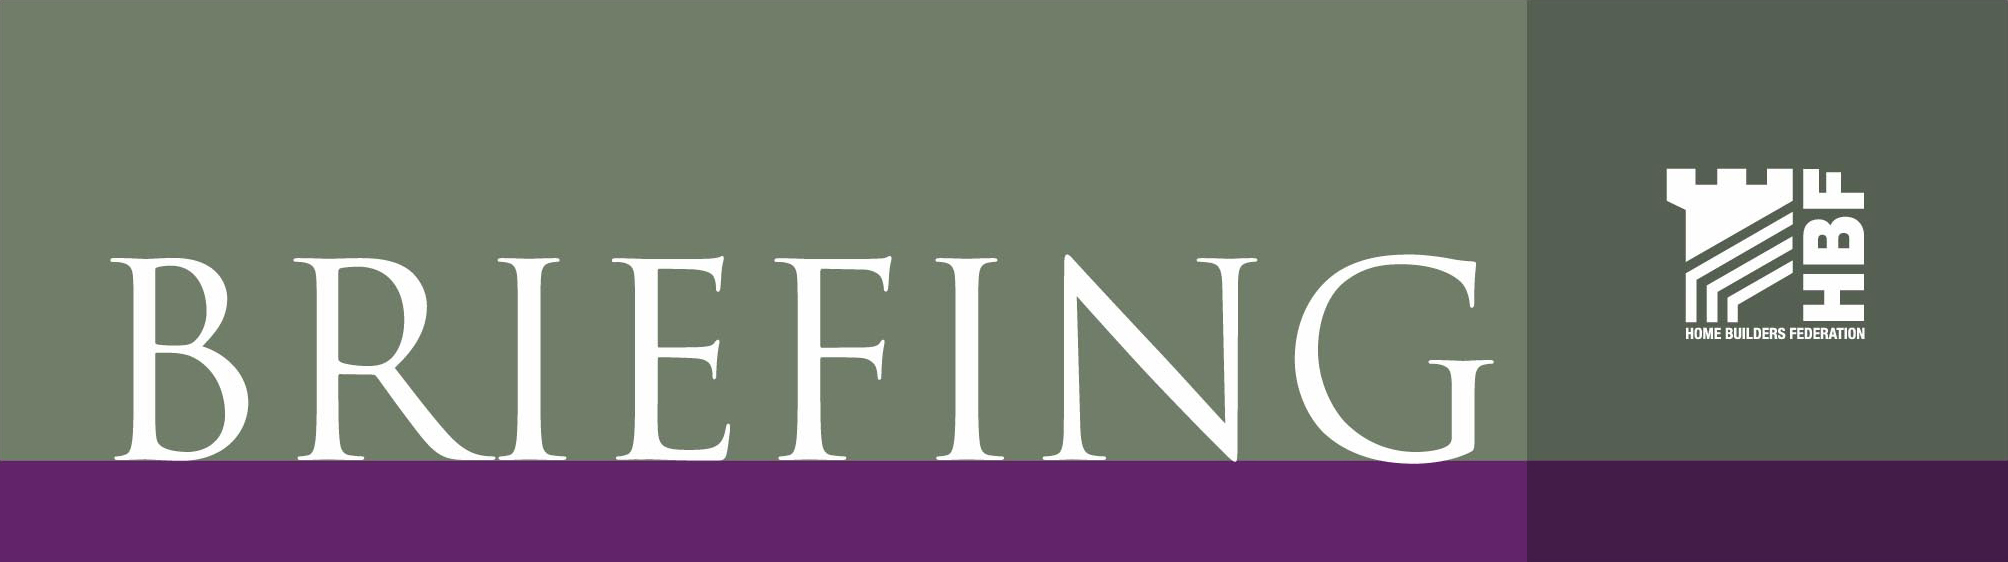 BRIEFING
HBF
HOME BUILDERS FEDERATION